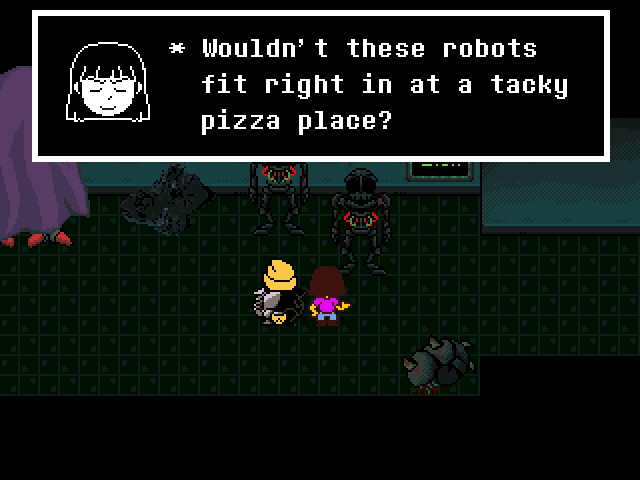 * Wouldn't these robots
fit right in at a tacky
pizza place?